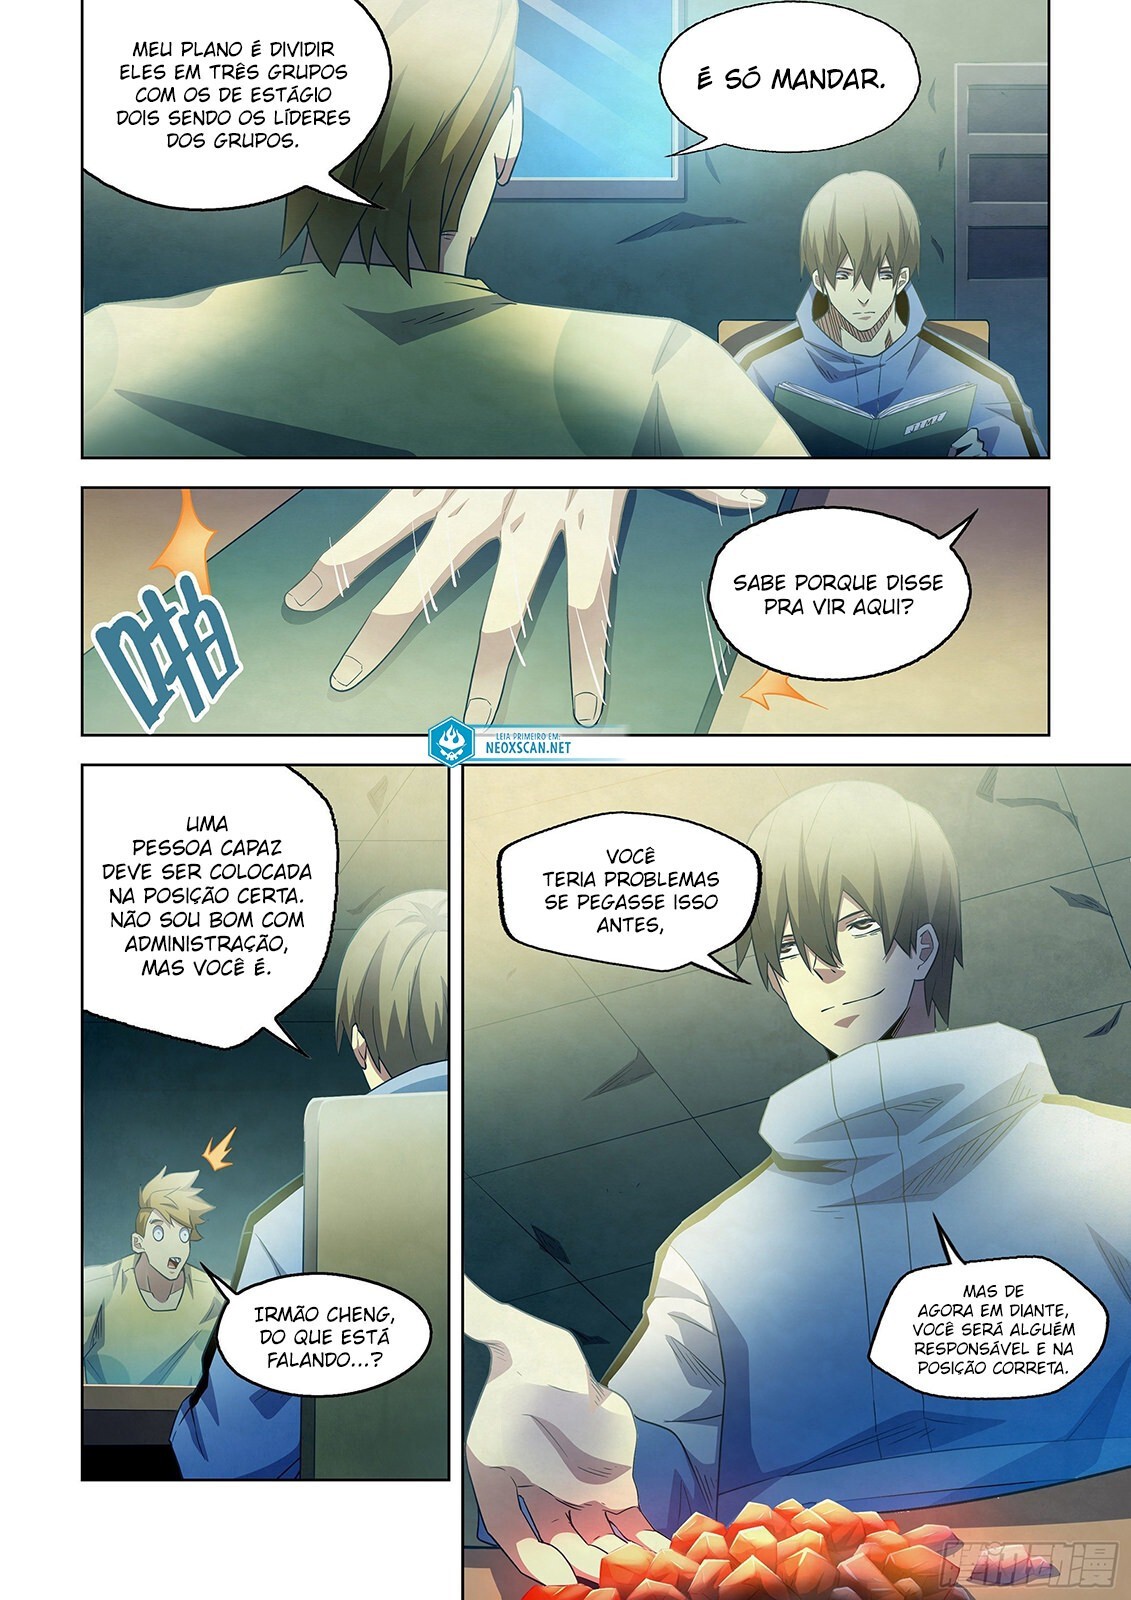 MEU PLANO É DIVIDIR
ELES EM TRÊS GRUPOS
COM OS DE ESTÁGIO
DOIS SENDO OS LÍDERES
DOS GRUPOS.
É SÓ MANDAR.
SABE PORQUE DISSE
PRA VIR AQUI?
啪
LEIA PRIMEIRO EM:
NEOXSCAN.NET
UMA
PESSOA CAPAZ
DEVE SER COLOCADA
NA POSIÇÃO CERTA.
NÃO SOU BOM COM
ADMINISTRAÇÃO,
MAS VOCÊ É.
IRMÃO CHENG,
DO QUE ESTÁ
FALANDO...?
VOCÊ
TERIA PROBLEMAS
SE PEGASSE ISSO
ANTES,
MAS DE
AGORA EM DIANTE,
VOCÊ SERÁ ALGUÉM
RESPONSÁVEL E NA
POSIÇÃO CORRETA.